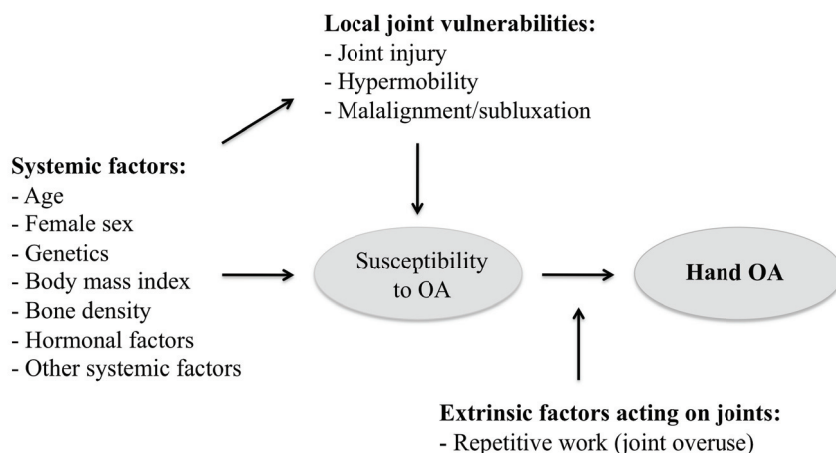 Local joint vulnerabilities:
- Joint injury
- Hypermobility
- Malalignment/subluxation
Systemic factors:
- Age
- Female sex
- Genetics
- Body mass index
- Bone density
- Hormonal factors
- Other systemic factors
Susceptibility
to OA
Hand OA
Extrinsic factors acting on joints:
- Repetitive work (joint overuse)